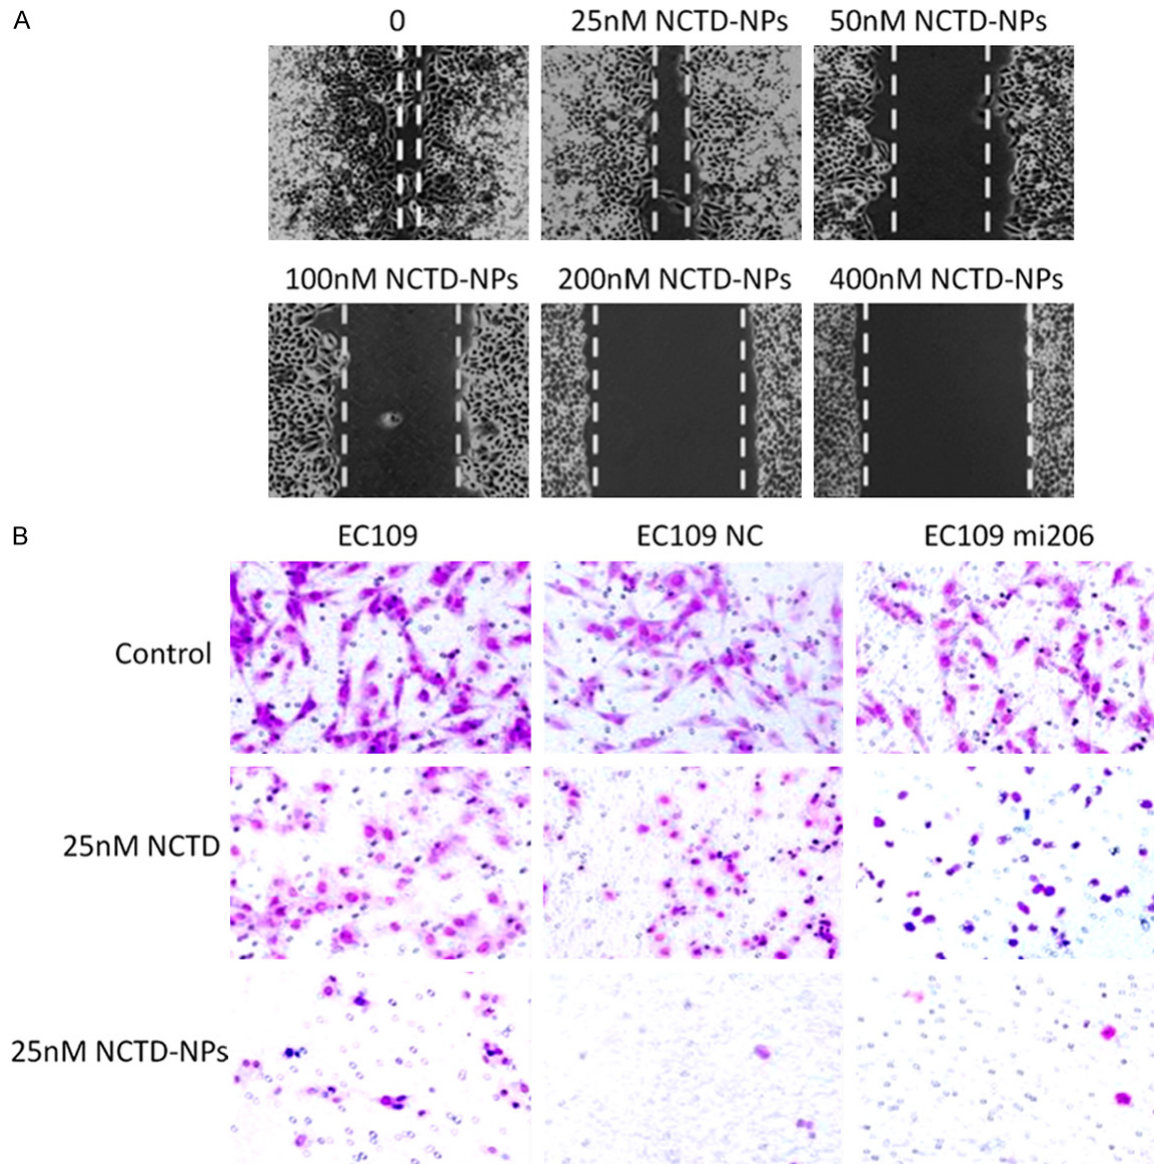 A
0
25nM NCTD-NPs
50nM NCTD-NPs
100nM NCTD-NPs
200nM NCTD-NPs
400nM NCTD-NPs
B
EC109
EC109 NC
EC109 mi206
Control
25nM NCTD
25nM NCTD-NPs